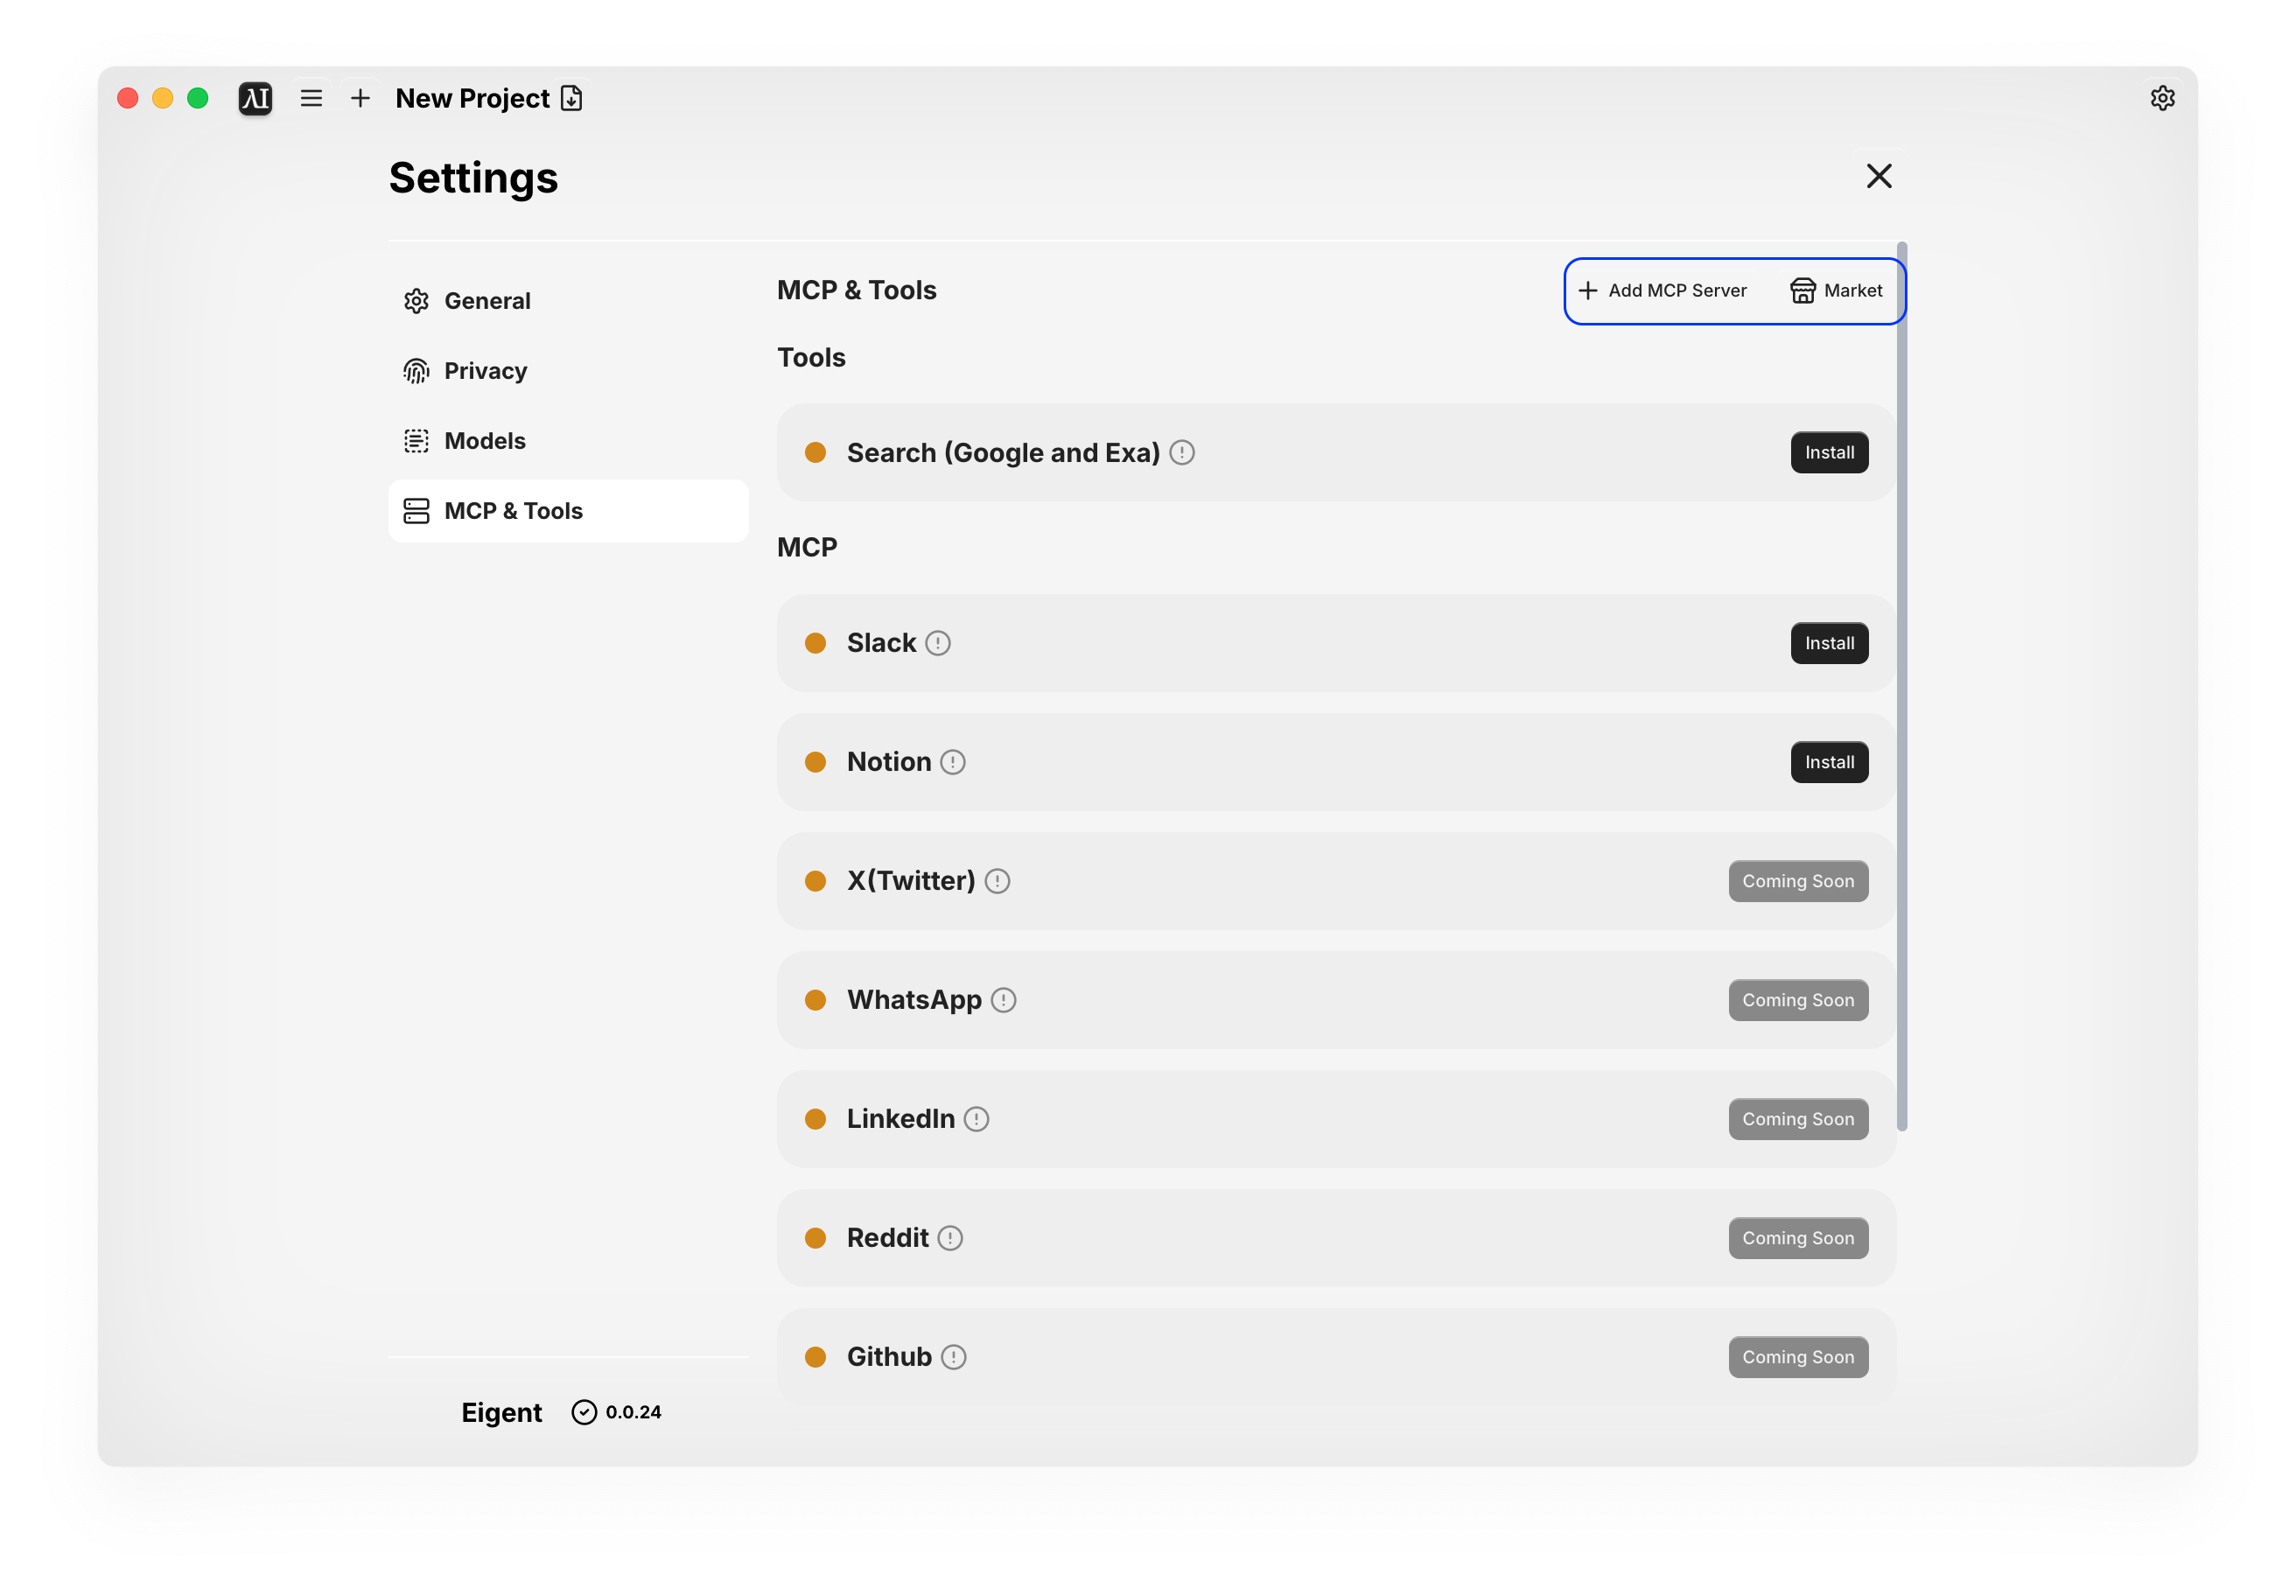 New Project
Settings
General
Privacy
Models
MCP & Tools
MCP & Tools
Add MCP Server
Market
Tools
Search (Google and Exa)
Install
MCP
Slack
Install
Notion
Install
X(Twitter)
Coming Soon
WhatsApp
Coming Soon
LinkedIn
Coming Soon
Reddit
Coming Soon
Github
Coming Soon
Eigent
0.0.24